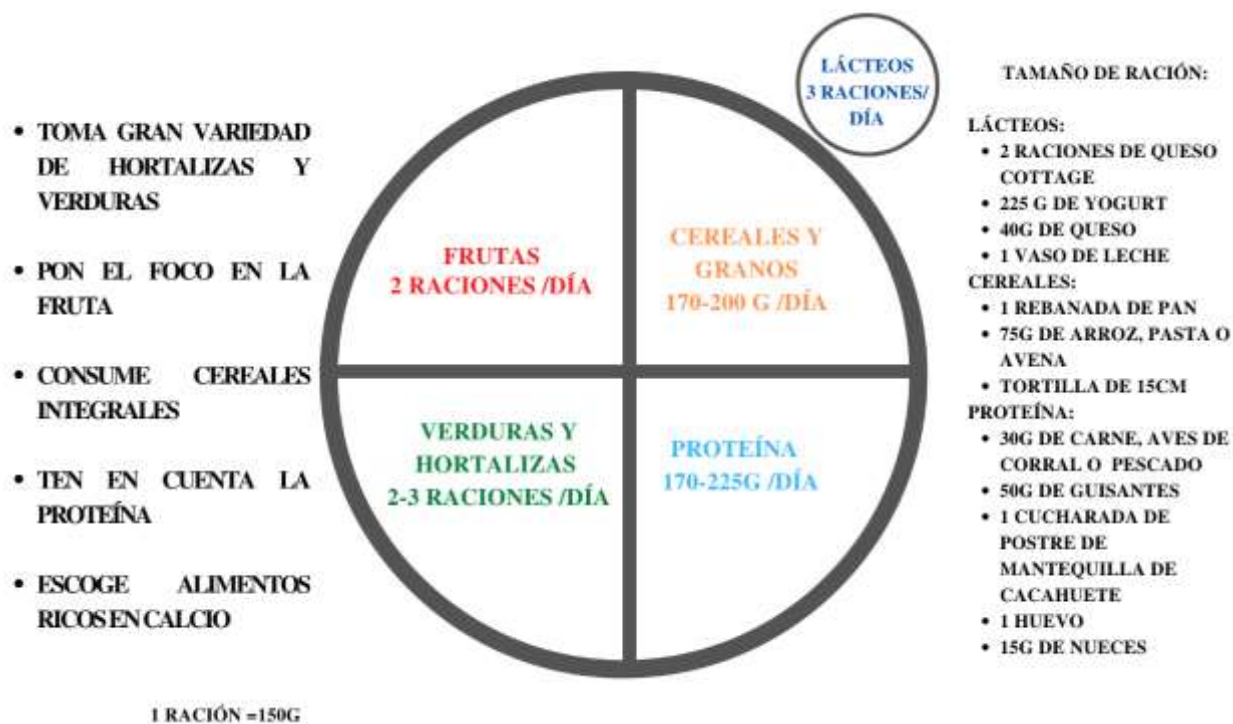 • TOMA GRAN VARIEDAD
DE HORTALIZAS Y
VERDURAS
• PON EL FOCO EN LA
FRUTA
• CONSUME CEREALES
INTEGRALES
• TEN EN CUENTA LA
PROTEÍNA
• ESCOGE ALIMENTOS
RICOS EN CALCIO
1 RACIÓN =150G
FRUTAS
2 RACIONES /DÍA
CEREALES Y
GRANOS
170-200 G /DÍA
VERDURAS Y
HORTALIZAS
2-3 RACIONES /DÍA
PROTEÍNA
170-225G /DÍA
LÁCTEOS
3 RACIONES/
DÍA
TAMAÑO DE RACIÓN:
LÁCTEOS:
• 2 RACIONES DE QUESO
COTTAGE
• 225 G DE YOGURT
• 40G DE QUESO
• 1 VASO DE LECHE
CEREALES:
• 1 REBANADA DE PAN
• 75G DE ARROZ, PASTA O
AVENA
• TORTILLA DE 15CM
PROTEÍNA:
• 30G DE CARNE, AVES DE
CORRAL O PESCADO
• 50G DE GUISANTES
• 1 CUCHARADA DE
POSTRE DE
MANTEQUILLA DE
CACAHUETE
• 1 HUEVO
• 15G DE NUECES